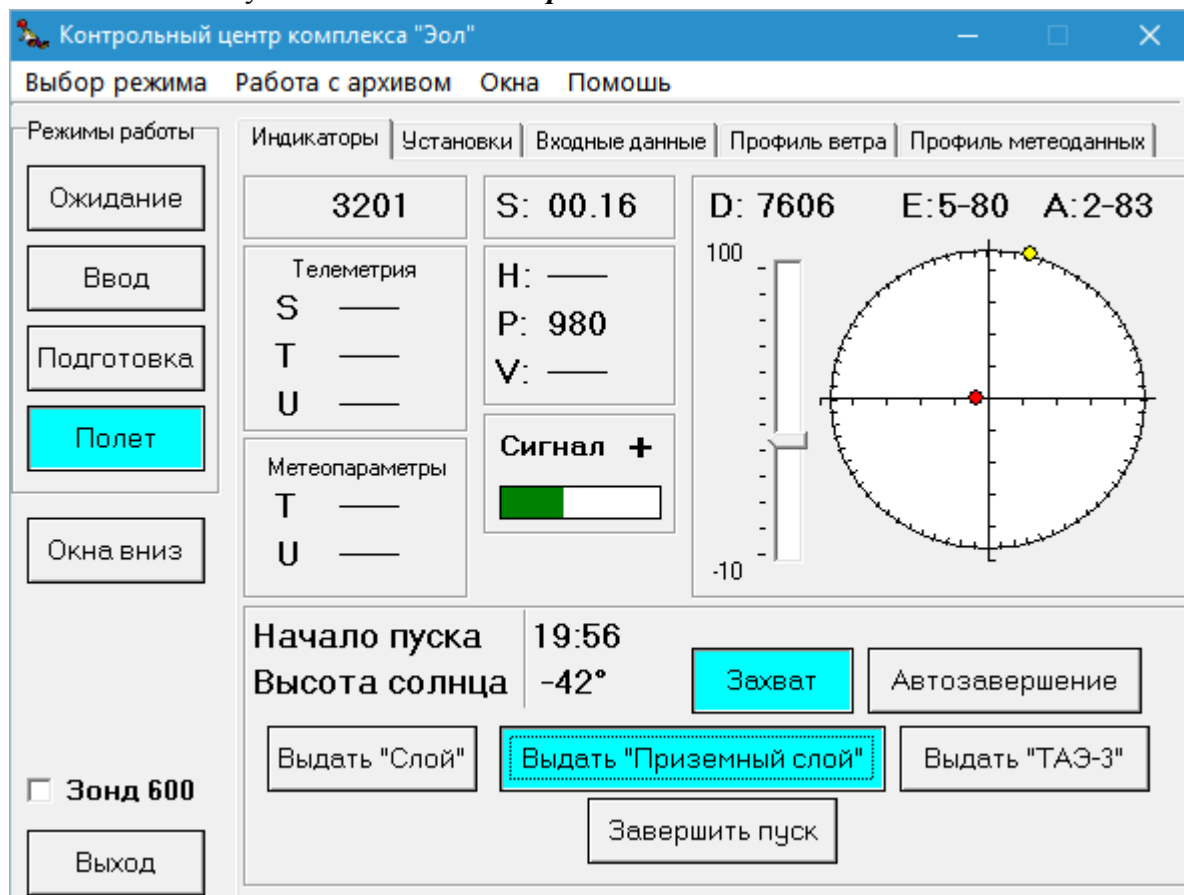 Контрольный центр комплекса "Эол"
Выбор режима Работа с архивом Окна Помошь
Режимы работы
Ожидание
Ввод
Подготовка
Полет
Окна вниз
Зонд 600
Выход
Индикаторы Установки Входные данные Профиль ветра Профиль метеоданных
3201
Телеметрия
S ——
T ——
U ——
Метеопараметры
T ——
U ——
S: 00.16
H: ——
P: 980
V: ——
Сигнал +
D: 7606 E:5-80 A:2-83
100
-10
Начало пуска 19:56
Высота солнца -42°
Захват Автозавершение
Выдать "Слой" Выдать "Приземный слой" Выдать "ТАЭ-3"
Завершить пуск